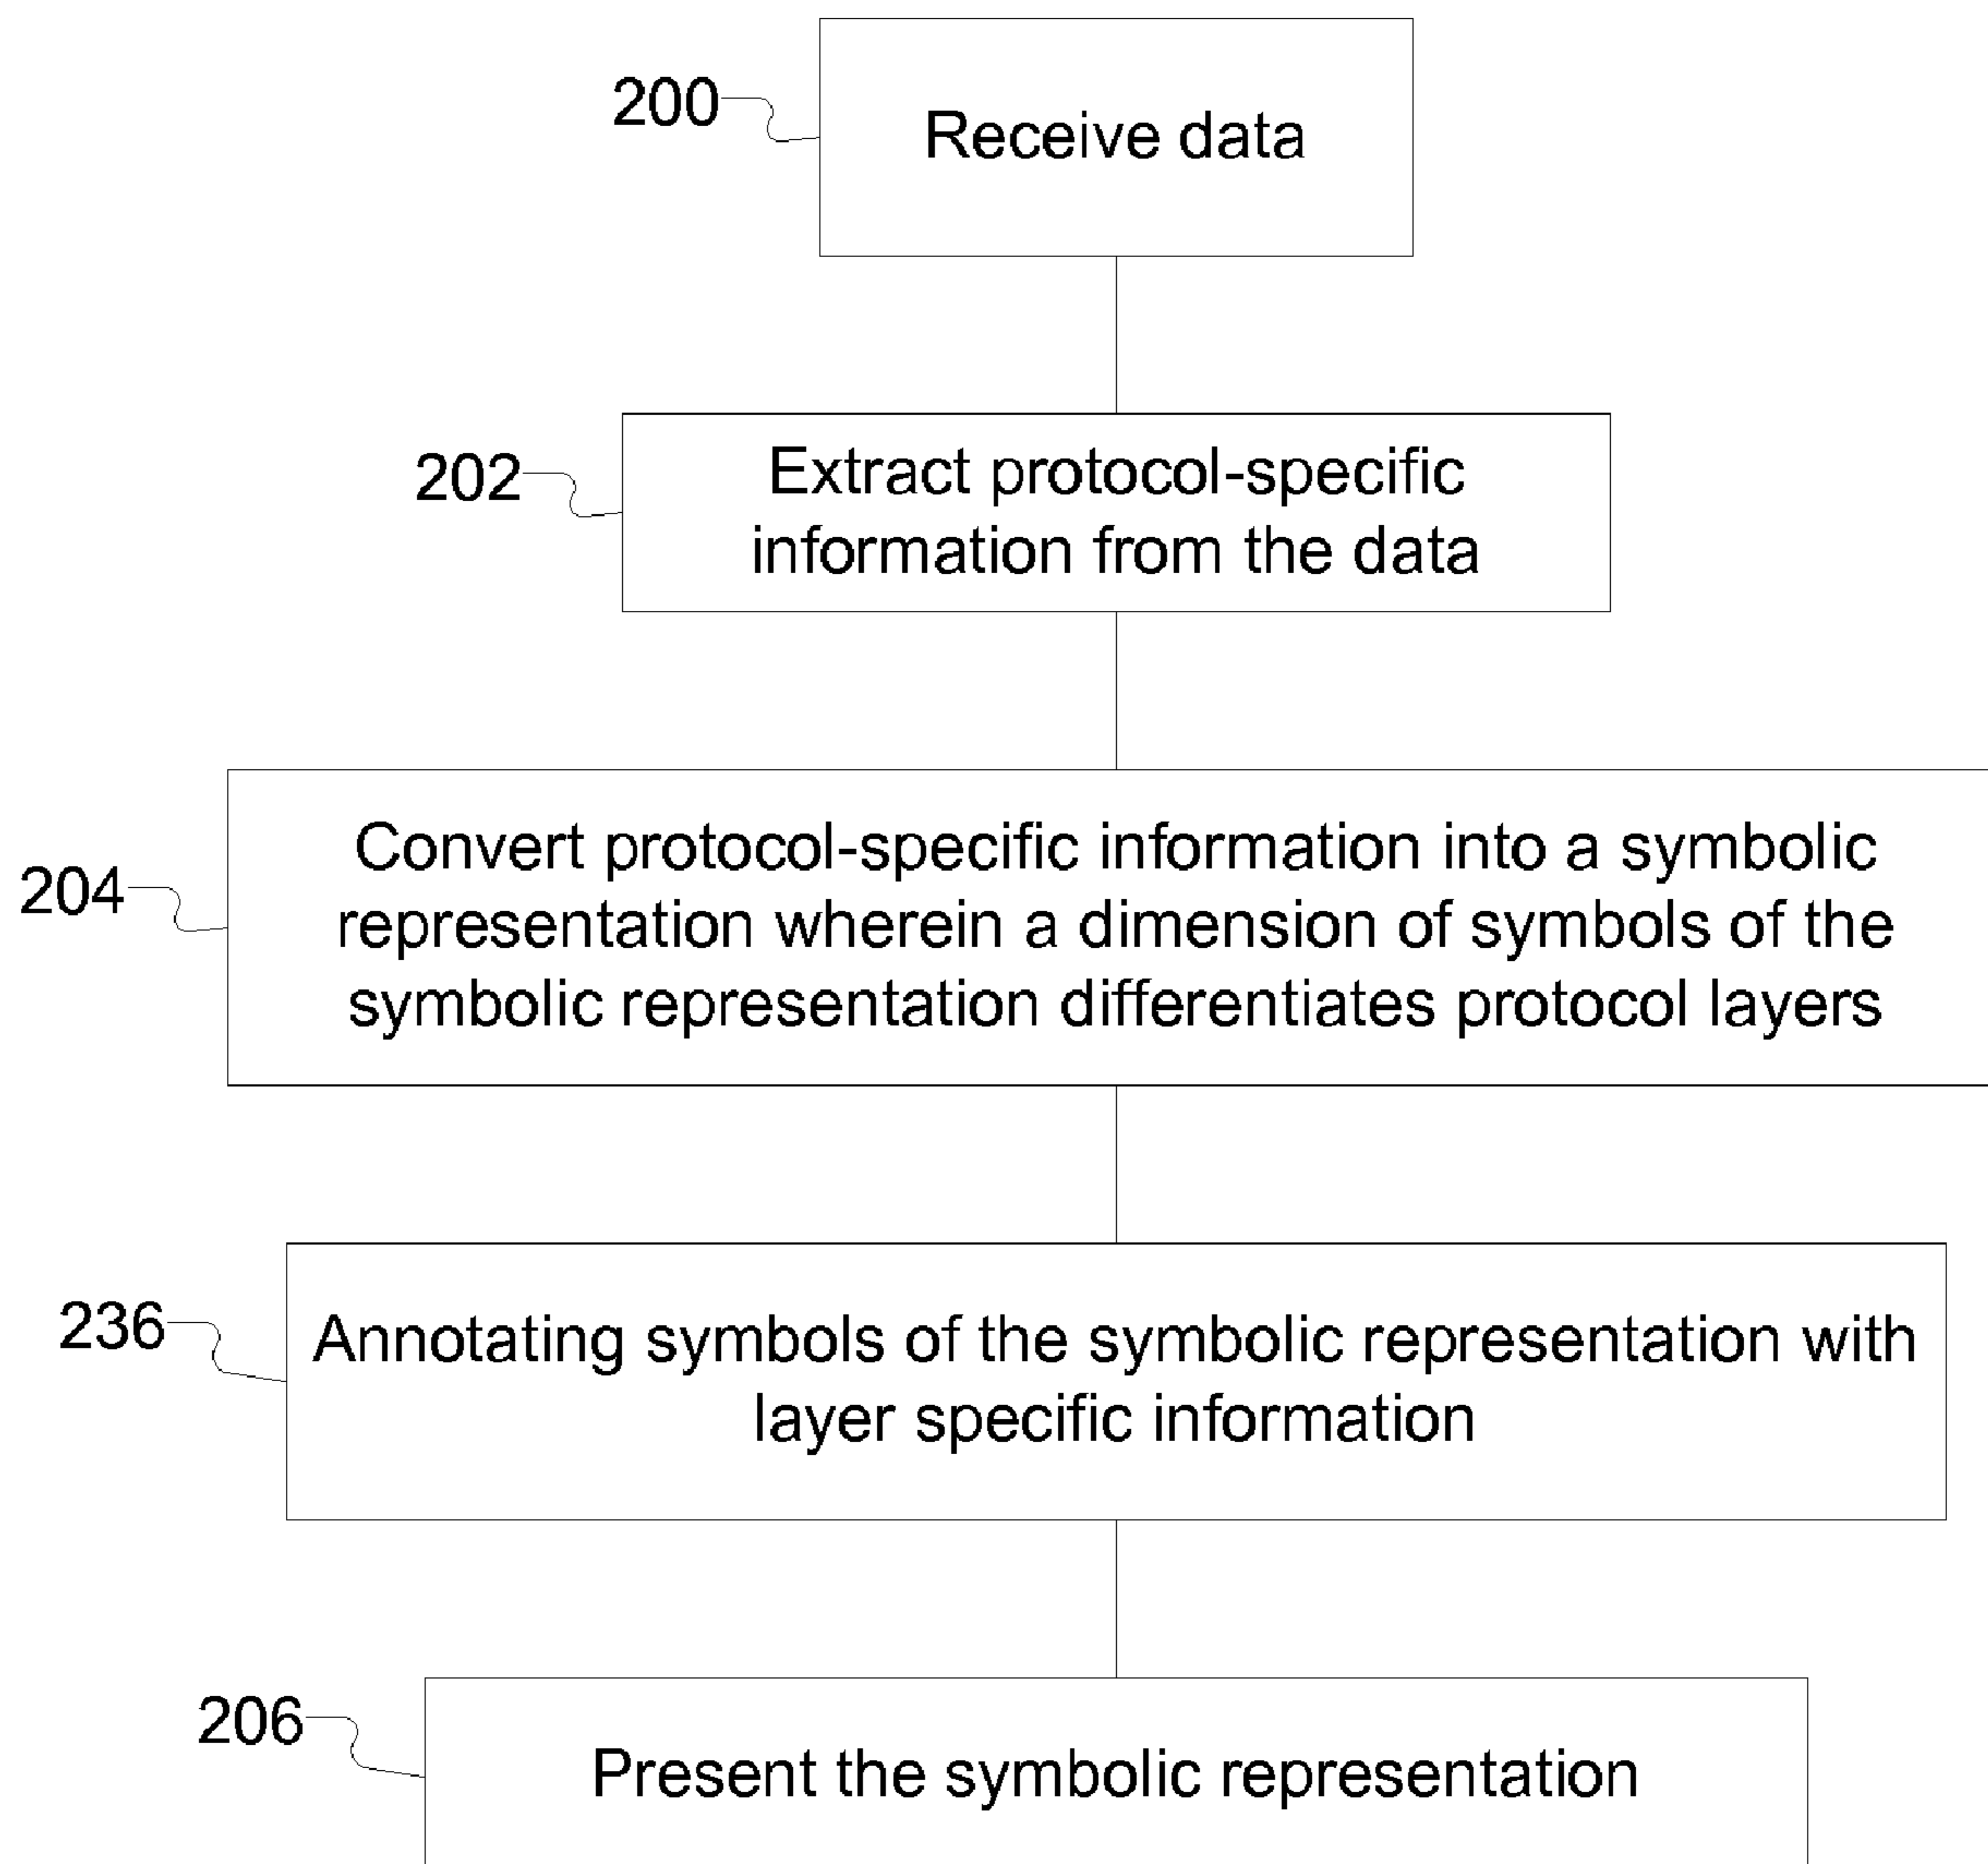 200
Receive data
202
Extract protocol-specific
information from the data
204
Convert protocol-specific information into a symbolic
representation wherein a dimension of symbols of the
symbolic representation differentiates protocol layers
236
Annotating symbols of the symbolic representation with
layer specific information
206
Present the symbolic representation